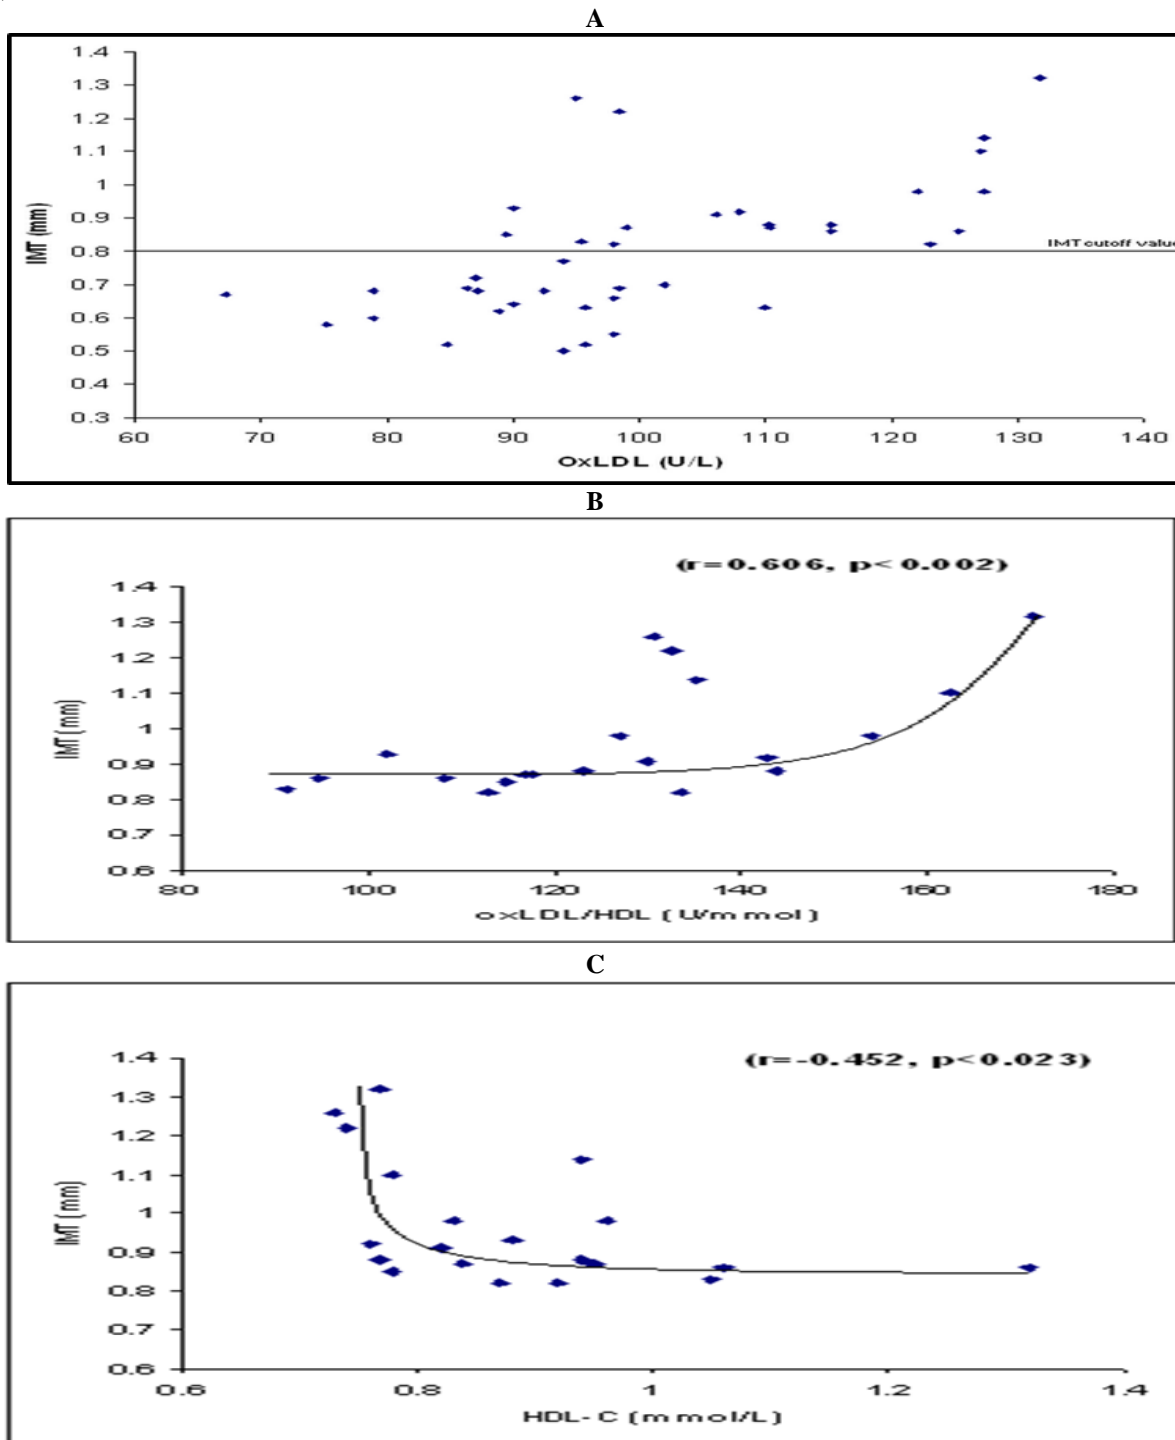 A
1.4
1.3
1.2
1.1
1
0.9
0.8
0.7
0.6
0.5
0.4
0.3
IMT (mm)
IMT cutoff value
60 70 80 90 100 110 120 130 140
OxLDL (U/L)
B
(r=0.606, p<0.002)
1.4
1.3
1.2
1.1
1
0.9
0.8
0.7
0.6
IMT (mm)
80 100 120 140 160 180
oxLDL/HDL (U/mmol)
C
(r=-0.452, p<0.023)
1.4
1.3
1.2
1.1
1
0.9
0.8
0.7
0.6
IMT (mm)
0.6 0.8 1 1.2 1.4
HDL-C (mmol/L)